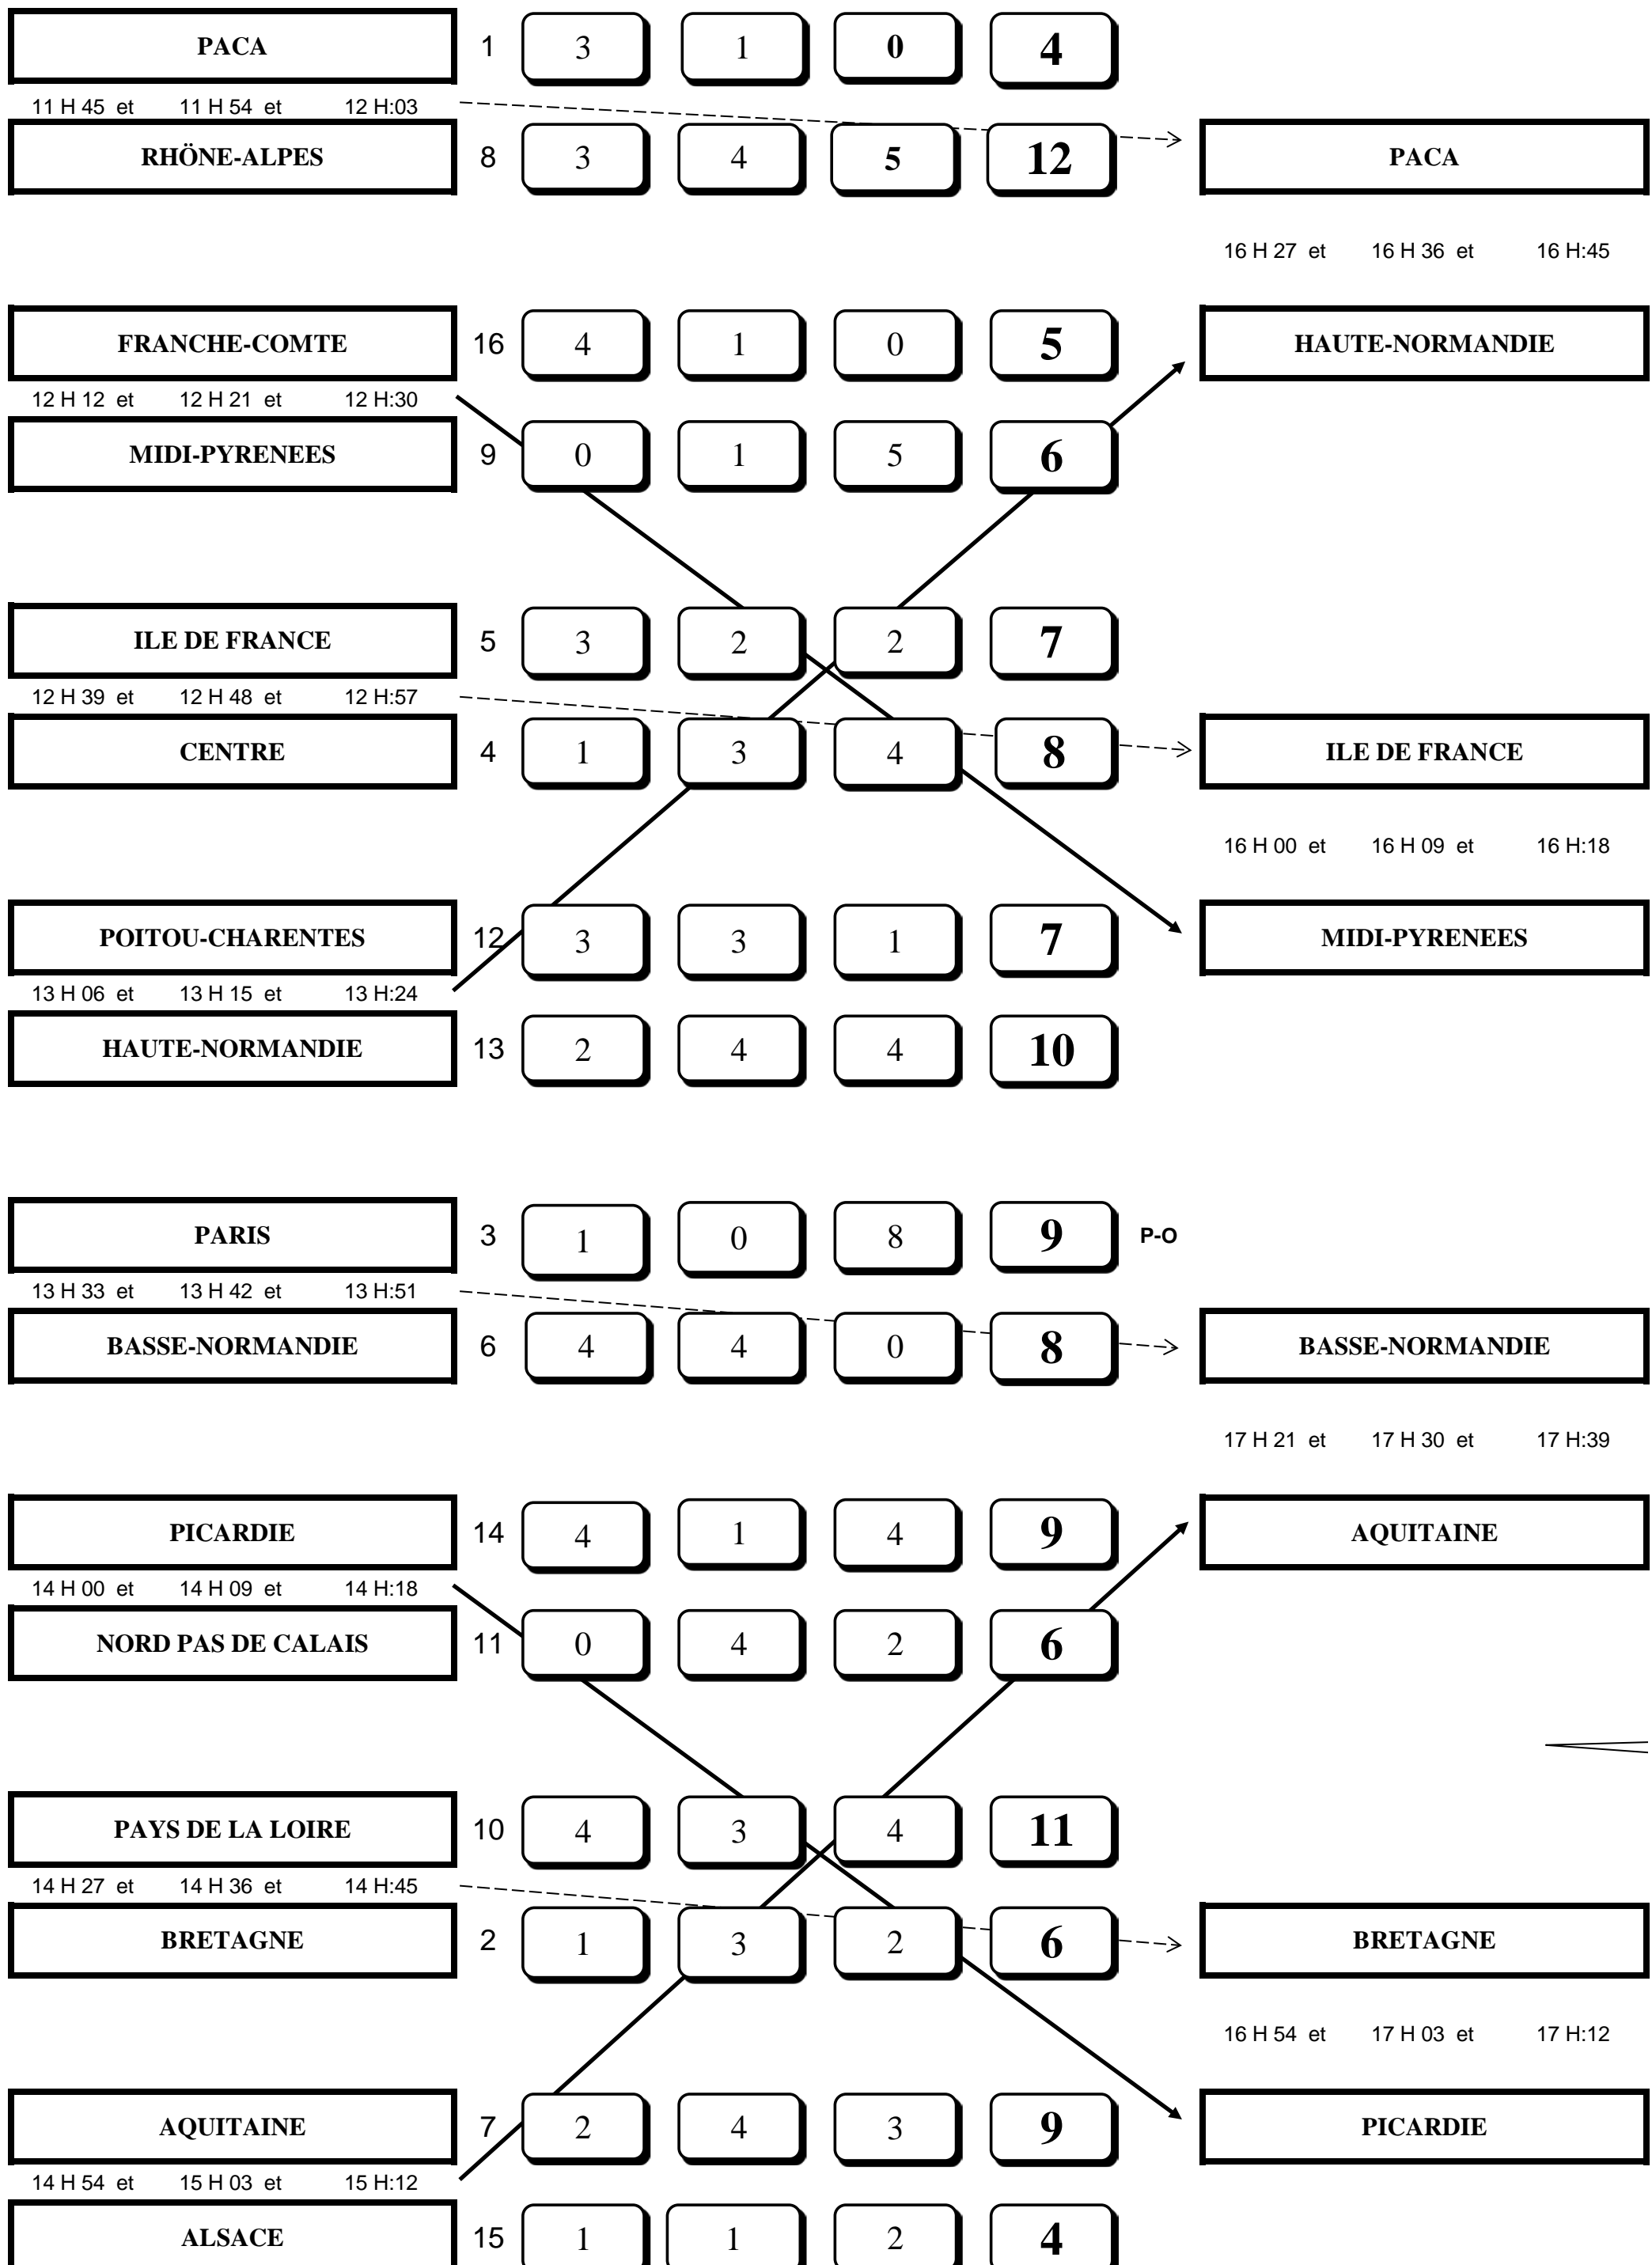 PACA 1 3 1 0 4
11 H 45 et 11 H 54 et 12 H:03
RHÖNE-ALPES 8 3 4 5 12 PACA
16 H 27 et 16 H 36 et 16 H:45
FRANCHE-COMTE 16 4 1 0 5 HAUTE-NORMANDIE
12 H 12 et 12 H 21 et 12 H:30
MIDI-PYRENEES 9 0 1 5 6
ILE DE FRANCE 5 3 2 2 7
12 H 39 et 12 H 48 et 12 H:57
CENTRE 4 1 3 4 8 ILE DE FRANCE
16 H 00 et 16 H 09 et 16 H:18
POITOU-CHARENTES 12 3 3 1 7 MIDI-PYRENEES
13 H 06 et 13 H 15 et 13 H:24
HAUTE-NORMANDIE 13 2 4 4 10
PARIS 3 1 0 8 9 P-O
13 H 33 et 13 H 42 et 13 H:51
BASSE-NORMANDIE 6 4 4 0 8 BASSE-NORMANDIE
17 H 21 et 17 H 30 et 17 H:39
PICARDIE 14 4 1 4 9 AQUITAINE
14 H 00 et 14 H 09 et 14 H:18
NORD PAS DE CALAIS 11 0 4 2 6
PAYS DE LA LOIRE 10 4 3 4 11
14 H 27 et 14 H 36 et 14 H:45
BRETAGNE 2 1 3 2 6 BRETAGNE
16 H 54 et 17 H 03 et 17 H:12
AQUITAINE 7 2 4 3 9 PICARDIE
14 H 54 et 15 H 03 et 15 H:12
ALSACE 15 1 1 2 4